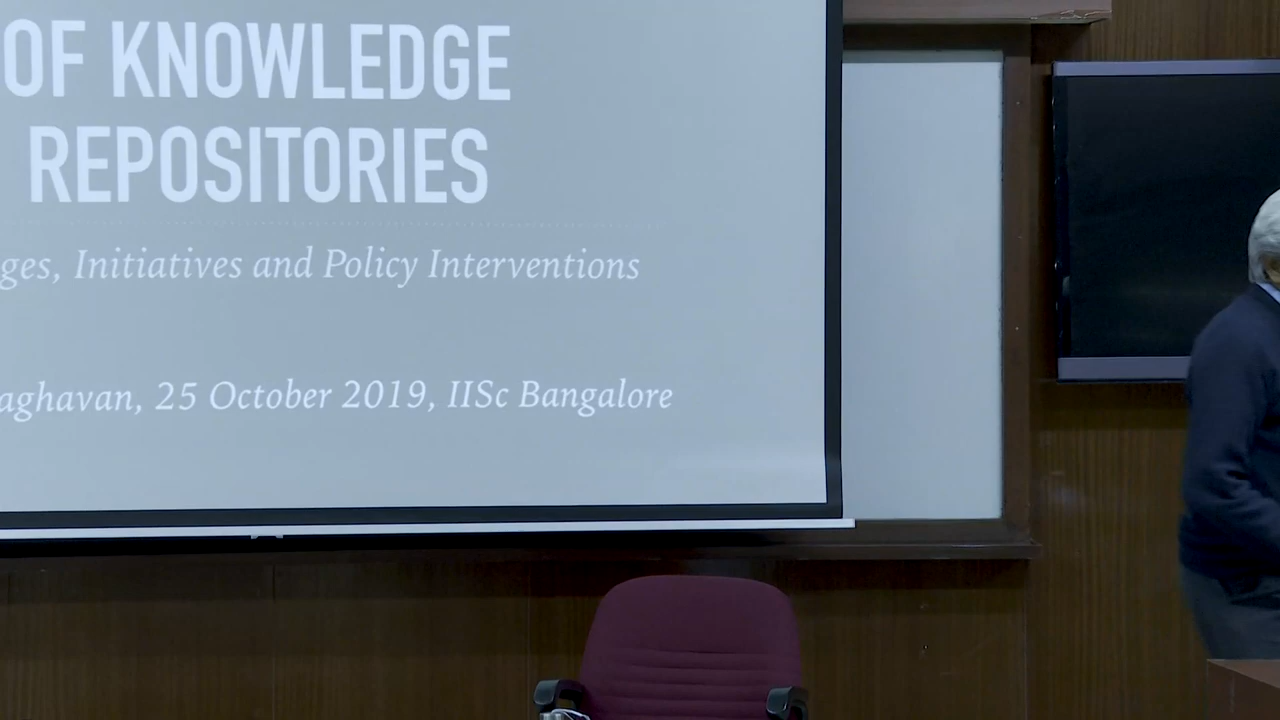 OF KNOWLEDGE
REPOSITORIES
ges, Initiatives and Policy Interventions
aghavan, 25 October 2019, IISc Bangalore